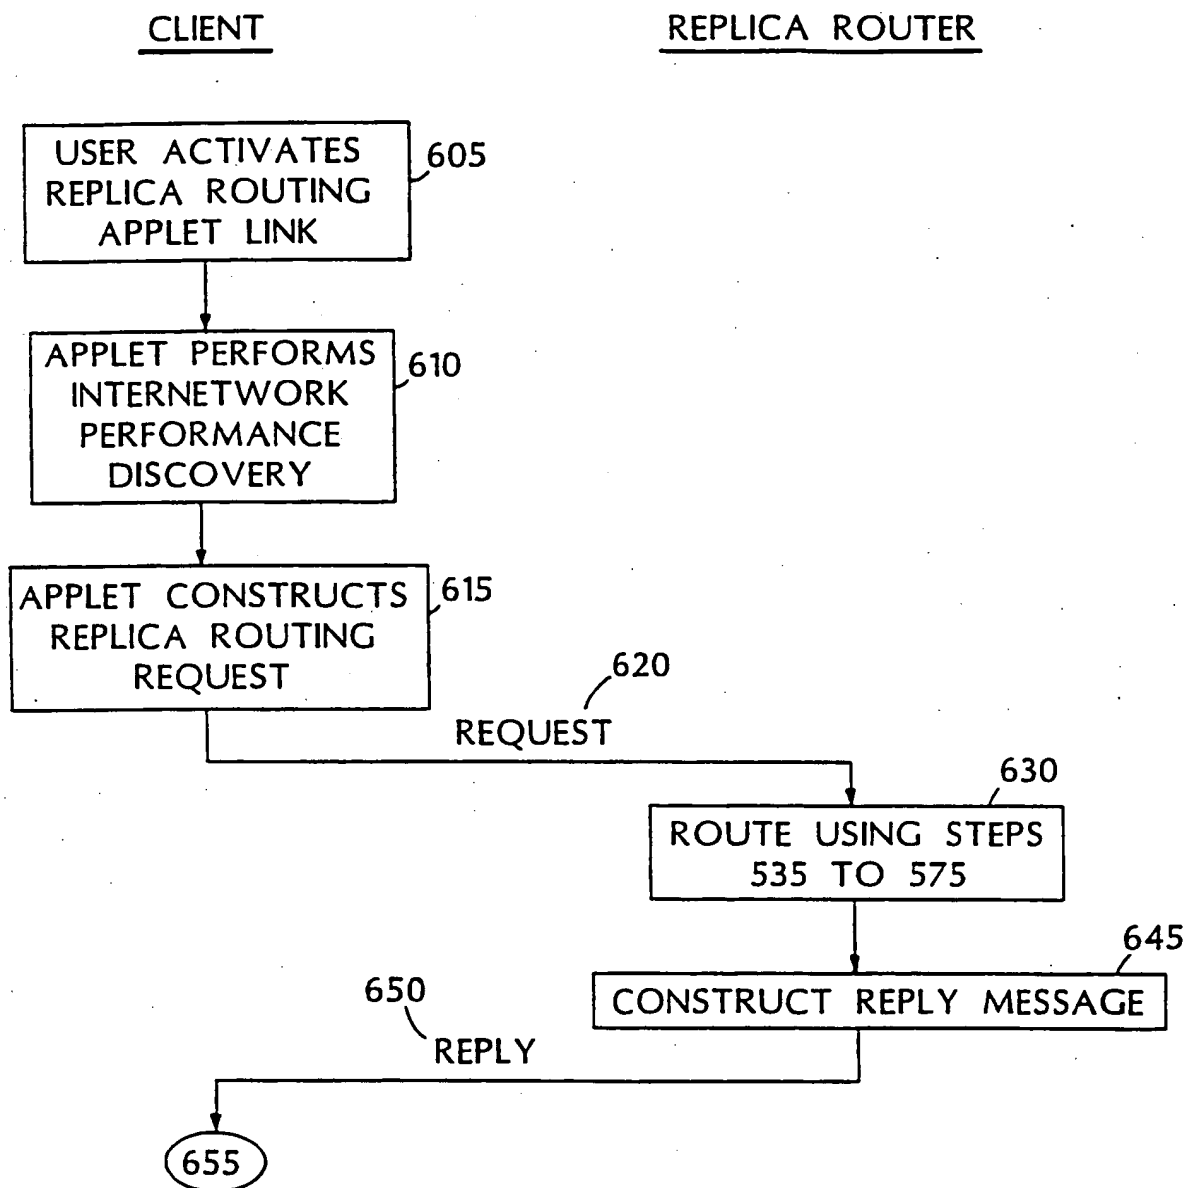 CLIENT
REPLICA ROUTER
USER ACTIVATES
REPLICA ROUTING
APPLET LINK
605
APPLET PERFORMS
INTERNETWORK
PERFORMANCE
DISCOVERY
610
APPLET CONSTRUCTS
REPLICA ROUTING
REQUEST
615
620
REQUEST
630
ROUTE USING STEPS
535 TO 575
645
CONSTRUCT REPLY MESSAGE
650
REPLY
655